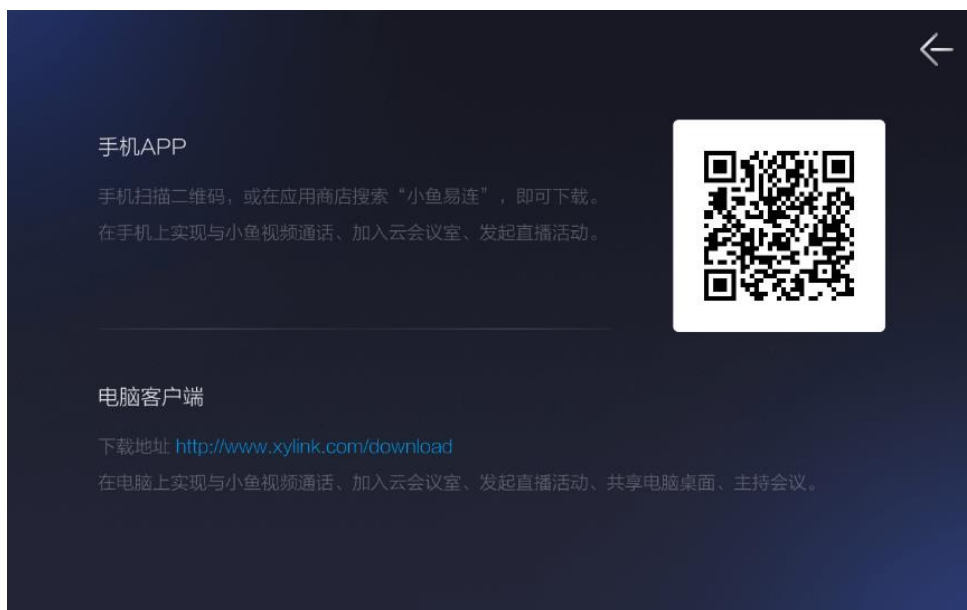 手机APP
手机扫描二维码，或在应用商店搜索“小鱼易连”，即可下载。
在手机上实现与小鱼视频通话、加入云会议室、发起直播活动。
电脑客户端
下载地址 http://www.xylink.com/download
在电脑上实现与小鱼视频通话、加入云会议室、发起直播活动、共享电脑桌面、主持会议。